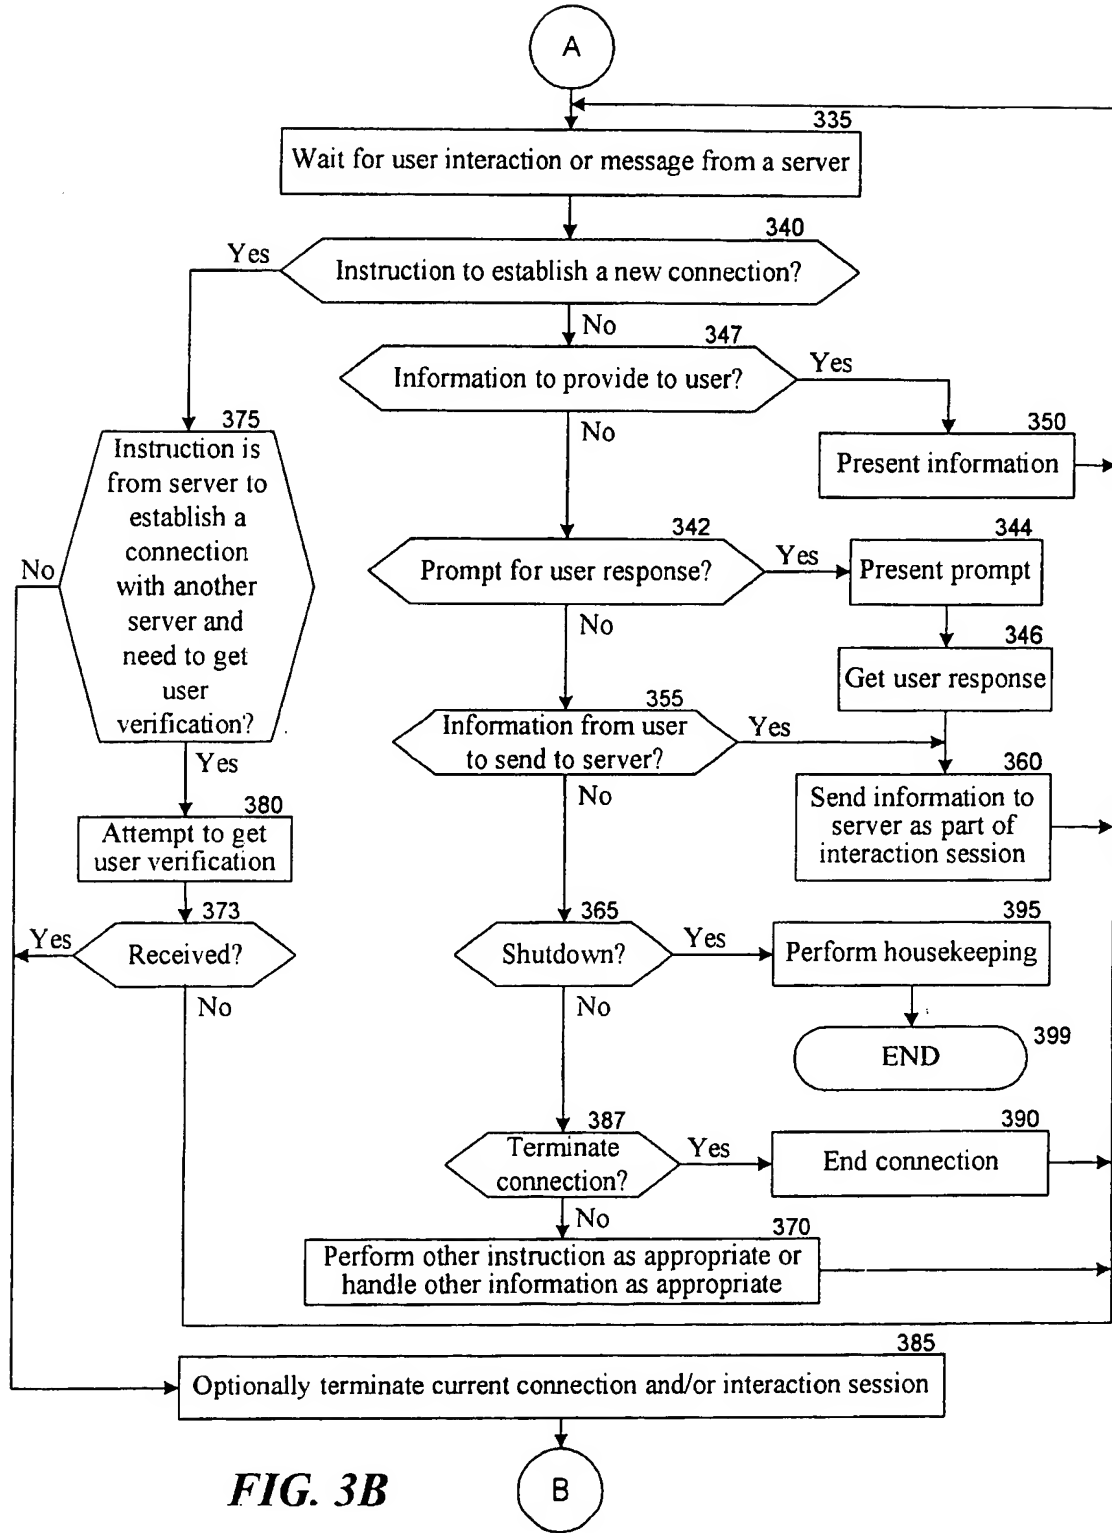 A
335
Wait for user interaction or message from a server
340
Yes
Instruction to establish a new connection?
No
347
Yes
Information to provide to user?
No
350
Present information
375
Instruction is
from server to
establish a
connection
with another
server and
need to get
user
verification?
No
Yes
342
Prompt for user response?
Yes
344
Present prompt
No
346
Get user response
355
Information from user
to send to server?
Yes
No
360
Send information to
server as part of
interaction session
380
Attempt to get
user verification
373
Received?
Yes
No
365
Shutdown?
Yes
395
Perform housekeeping
No
399
END
387
Terminate
connection?
Yes
390
End connection
No
370
Perform other instruction as appropriate or
handle other information as appropriate
385
Optionally terminate current connection and/or interaction session
B
FIG. 3B